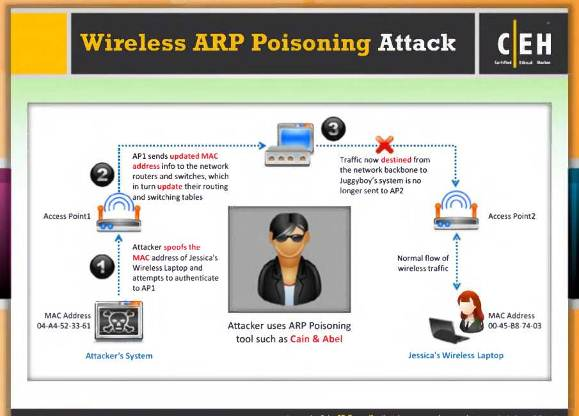 Wireless ARP Poisoning Attack
C|EH
Certified Ethical Hacker
3
AP1 sends updated MAC
address info to the network
routers and switches, which
in turn update their routing
and switching tables
2
Traffic now destined from
the network backbone to
Juggyboy's system is no
longer sent to AP2
Access Point1
Access Point2
Attacker spoofs the
MAC address of Jessica's
Wireless Laptop and
attempts to authenticate
to AP1
1
Normal flow of
wireless traffic
MAC Address
04-A4-52-33-61
Attacker's System
Attacker uses ARP Poisoning
tool such as Cain & Abel
MAC Address
00-45-B8-74-03
Jessica's Wireless Laptop